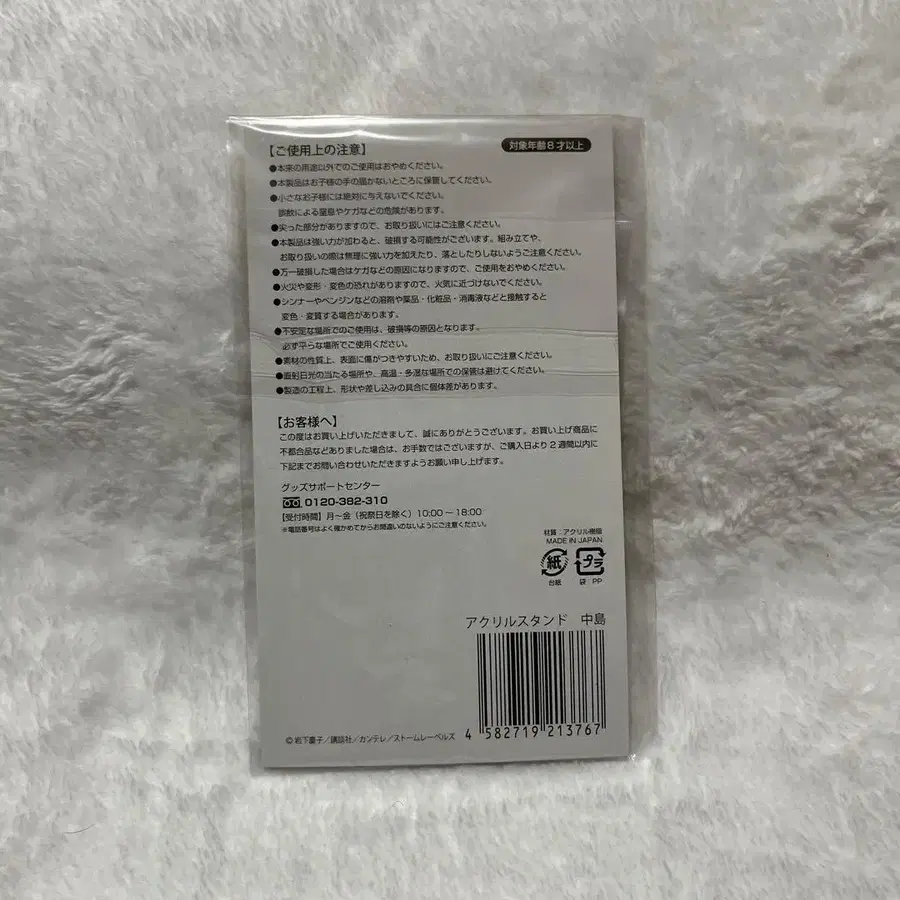 【ご使用上の注意】
対象年齢8才以上
●本来の用途以外でのご使用はおやめください。
●本製品はお子様の手の届かないところに保管してください。
●小さなお子様には絶対に与えないでください。
誤飲による窒息やケガなどの危険があります。
●尖った部分がありますので、お取り扱いにはご注意ください。
●本製品は強い力が加わると、破損する可能性がございます。組み立てや、
お取り扱いの際は無理に強い力を加えたり、落としたりしないようご注意ください。
●万一破損した場合はケガなどの原因になりますので、ご使用をおやめください。
●火災や変形・変色の恐れがありますので、火気に近づけないでください。
●シンナーやベンジンなどの溶剤や薬品・化粧品・消毒液などと接触すると
変色・変質する場合があります。
●不安定な場所でのご使用は、破損等の原因となります。
必ず平らな場所でご使用ください。
●素材の性質上、表面に傷がつきやすいため、お取り扱いにご注意ください。
●直射日光の当たる場所や、高温・多湿な場所での保管は避けてください。
●製造の工程上、形状や差し込みの具合に個体差があります。
【お客様へ】
この度はお買い上げいただきまして、誠にありがとうございます。お買い上げ商品に
不都合品などありました場合は、お手数ではございますが、ご購入日より2週間以内に
下記までお問い合わせいただきますようお願い申し上げます。
グッズサポートセンター
0120-382-310
【受付時間】月～金（祝祭日を除く）10:00～18:00
※電話番号はよく確かめてからお間違いのないようにご注意ください。
材質：アクリル樹脂
MADE IN JAPAN
紙 プラ
台紙 袋：PP
アクリルスタンド 中島
4 582719 213767
© 岩下慶子／講談社／カンテレ／ストームレーベルズ